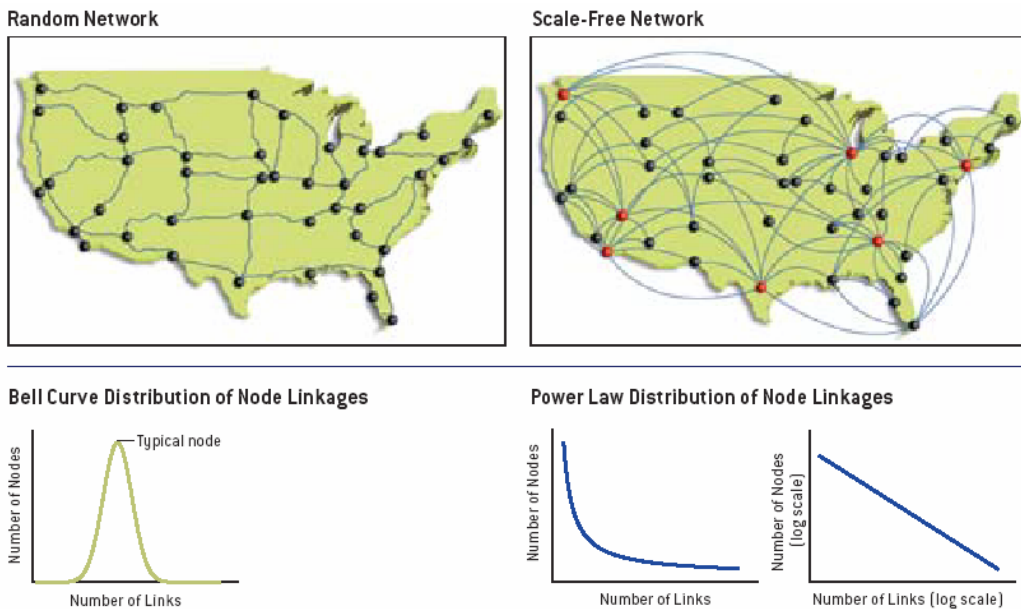 Random Network
Scale-Free Network
Bell Curve Distribution of Node Linkages
Typical node
Number of Nodes
Number of Links
Power Law Distribution of Node Linkages
Number of Nodes
Number of Links
Number of Nodes
(log scale)
Number of Links (log scale)